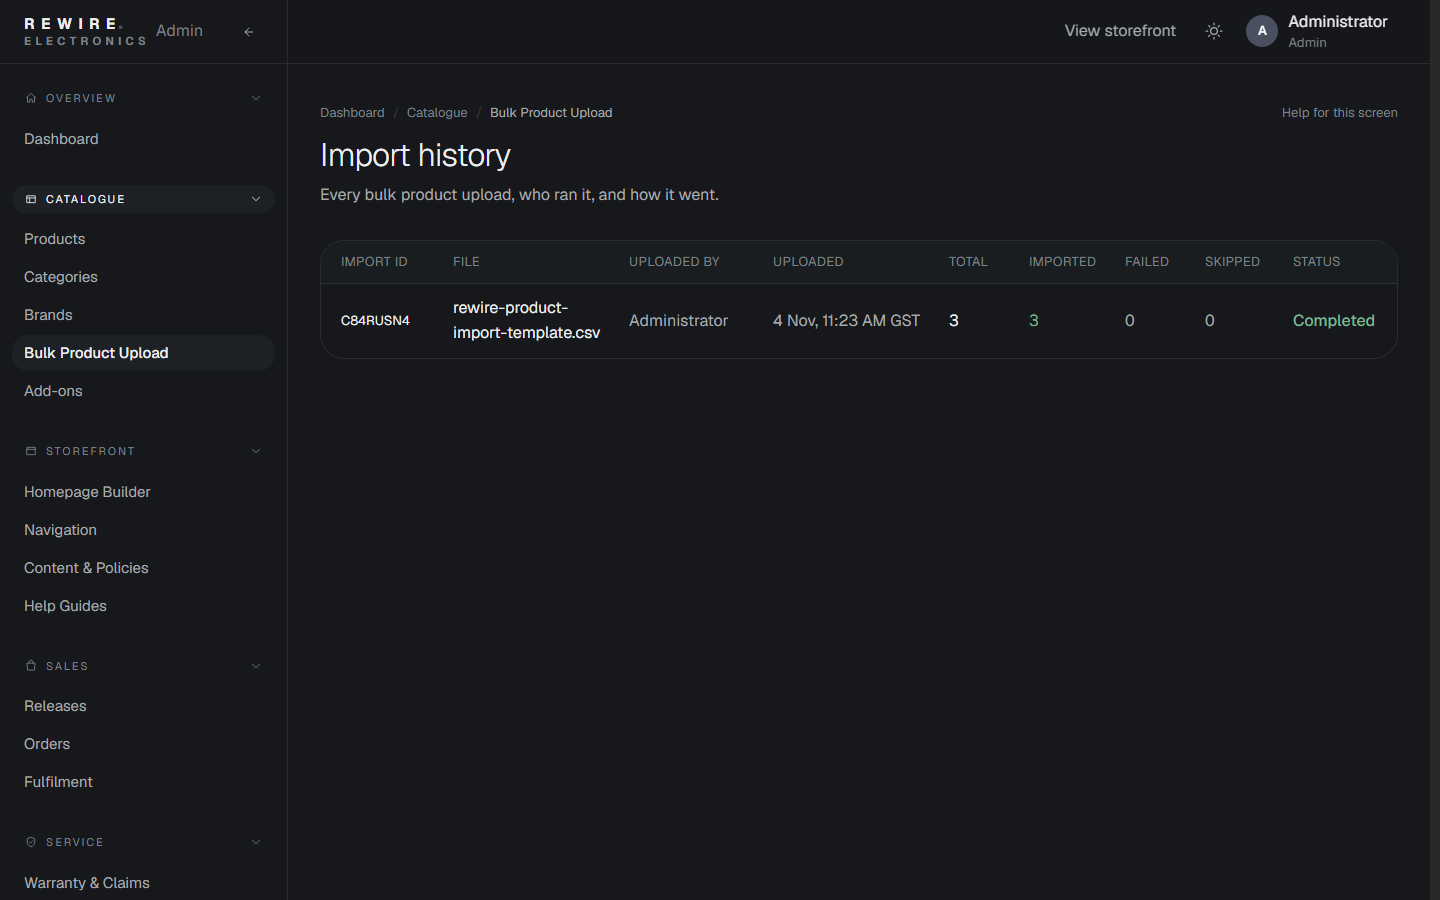 REWIRE.
ELECTRONICS
Admin
View storefront
A
Administrator
Admin
OVERVIEW
Dashboard
CATALOGUE
Products
Categories
Brands
Bulk Product Upload
Add-ons
STOREFRONT
Homepage Builder
Navigation
Content & Policies
Help Guides
SALES
Releases
Orders
Fulfilment
SERVICE
Warranty & Claims
Dashboard / Catalogue / Bulk Product Upload
Help for this screen
Import history
Every bulk product upload, who ran it, and how it went.
IMPORT ID FILE UPLOADED BY UPLOADED TOTAL IMPORTED FAILED SKIPPED STATUS
C84RUSN4 rewire-product-import-template.csv Administrator 4 Nov, 11:23 AM GST 3 3 0 0 Completed